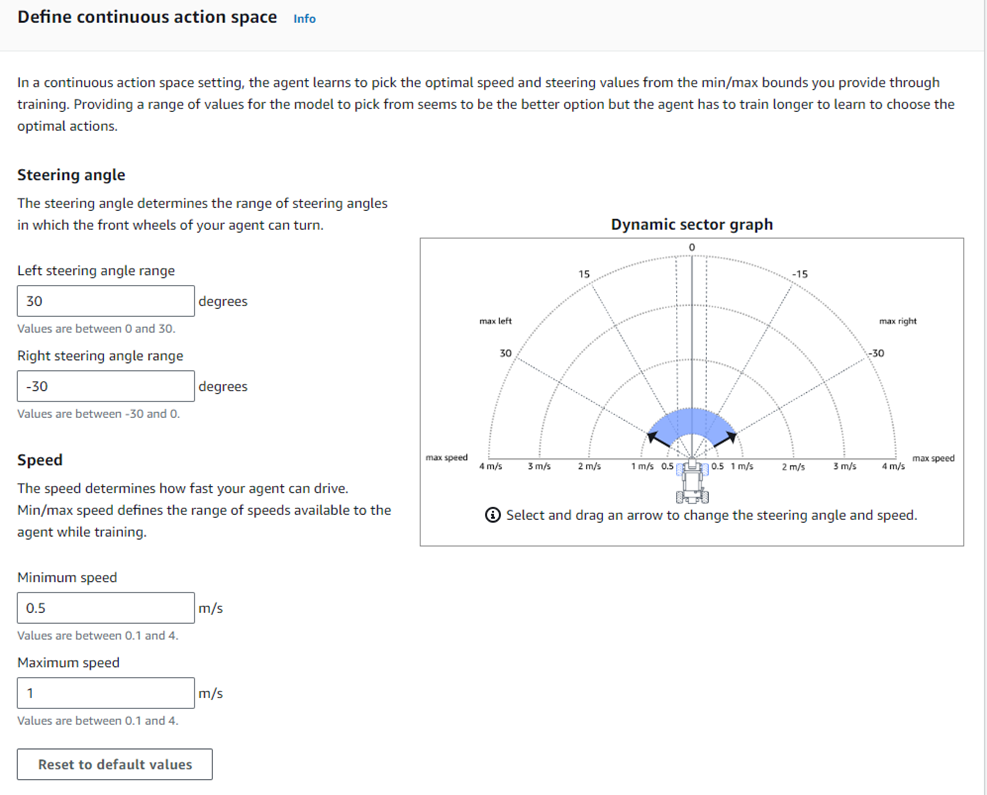 Define continuous action space Info
In a continuous action space setting, the agent learns to pick the optimal speed and steering values from the min/max bounds you provide through
training. Providing a range of values for the model to pick from seems to be the better option but the agent has to train longer to learn to choose the
optimal actions.
Steering angle
The steering angle determines the range of steering angles
in which the front wheels of your agent can turn.
Left steering angle range
30 degrees
Values are between 0 and 30.
Right steering angle range
-30 degrees
Values are between -30 and 0.
Speed
The speed determines how fast your agent can drive.
Min/max speed defines the range of speeds available to the
agent while training.
Minimum speed
0.5 m/s
Values are between 0.1 and 4.
Maximum speed
1 m/s
Values are between 0.1 and 4.
Reset to default values
Dynamic sector graph
0
15 -15
max left max right
30 -30
max speed 4 m/s 3 m/s 2 m/s 1 m/s 0.5 0.5 1 m/s 2 m/s 3 m/s 4 m/s max speed
Select and drag an arrow to change the steering angle and speed.